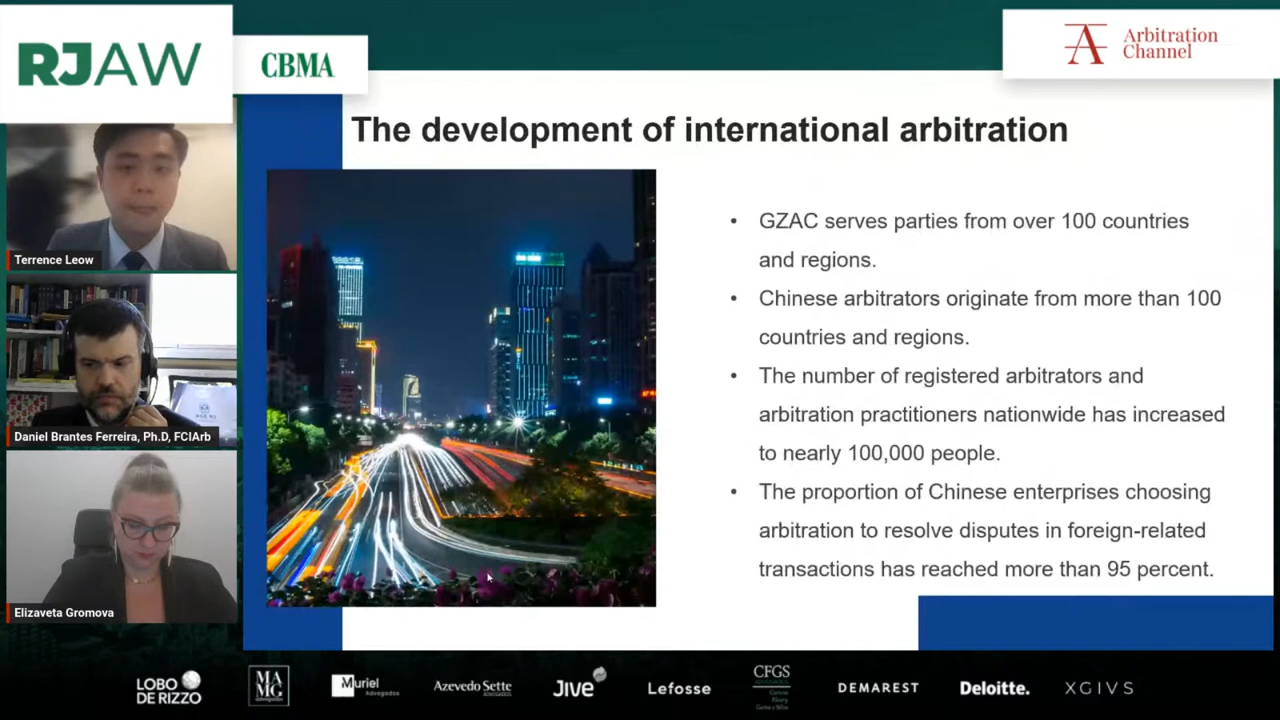 RJAW
CBMA
Arbitration
Channel
The development of international arbitration
• GZAC serves parties from over 100 countries
and regions.
• Chinese arbitrators originate from more than 100
countries and regions.
• The number of registered arbitrators and
arbitration practitioners nationwide has increased
to nearly 100,000 people.
• The proportion of Chinese enterprises choosing
arbitration to resolve disputes in foreign-related
transactions has reached more than 95 percent.
Terrence Leow
Daniel Brantes Ferreira, Ph.D, FCIArb
Elizaveta Gromova
LOBO
DE RIZZO
MA
MG
Muriel
Advogados
Azevedo Sette
ADVOGADOS
JIVE
Lefosse
CFGS
DEMAREST
Deloitte.
XGIVS